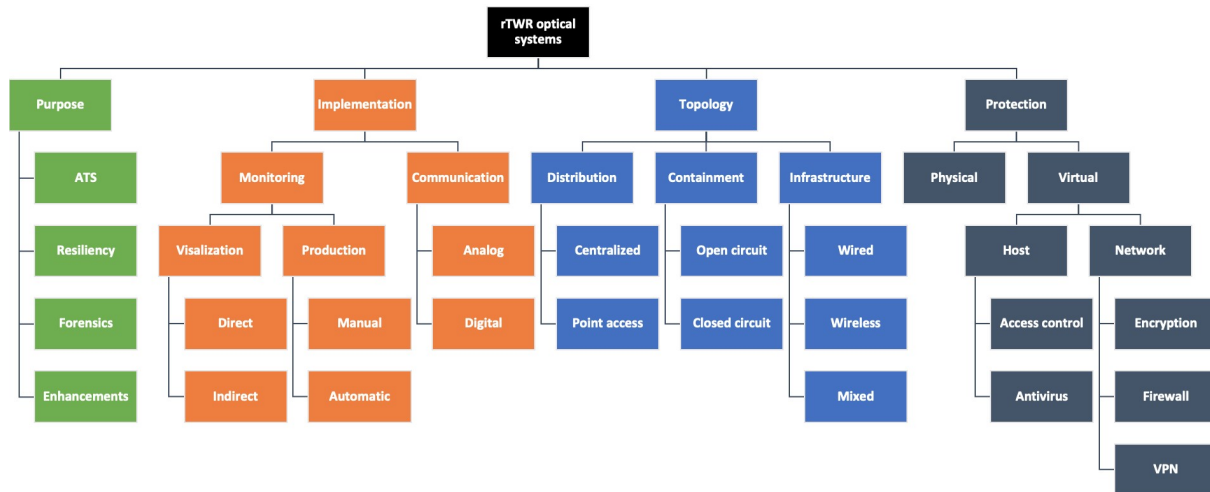 rTWR optical
systems
Purpose
Implementation
Topology
Protection
ATS
Monitoring
Communication
Distribution
Containment
Infrastructure
Physical
Virtual
Resiliency
Visalization
Production
Analog
Centralized
Open circuit
Wired
Host
Network
Forensics
Direct
Manual
Digital
Point access
Closed circuit
Wireless
Access control
Encryption
Enhancements
Indirect
Automatic
Mixed
Antivirus
Firewall
VPN